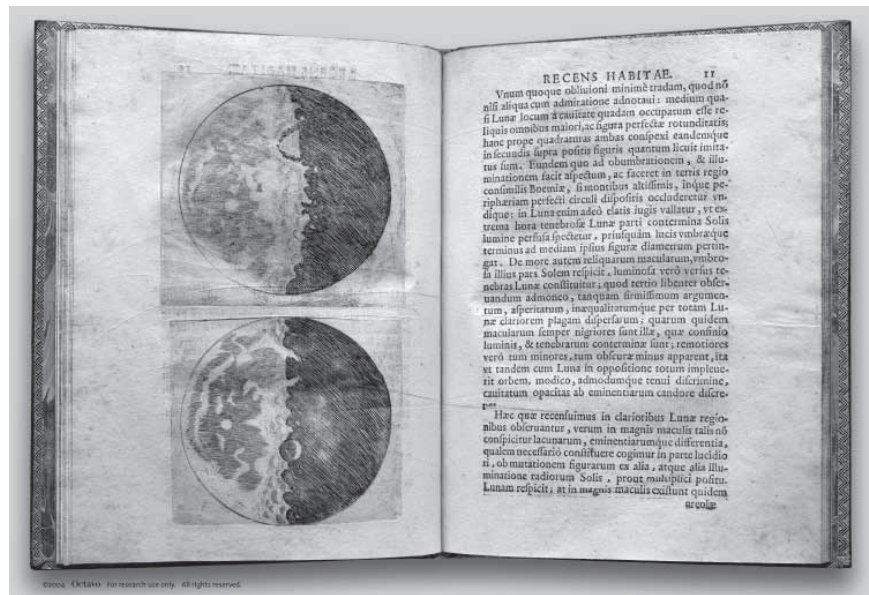 RECENS HABITAE. 11
Vnum quoque obliuioni minimè tradam, quod nō
nisi aliqua cum admiratione adnotaui: medium qua-
si Lunæ locum à cauitate quadam occupatum esse re-
liquis omnibus maiori, ac figura perfectæ rotunditatis;
hanc prope quadraturas ambas conspexi eandemque
in secundis supra positis figuris quantum licuit imita-
tus sum. Eundem quo ad obumbrationem, & illu-
minationem facit aspectum, ac faceret in terris regio
consimilis Boemiæ, si montibus altissimis, inque pe-
riphæriam perfecti circuli dispositis occluderetur vn-
dique: in Luna enim adeò elatis iugis vallatur, vt ex-
trema hora tenebrosæ Lunæ parti contermina Solis
lumine perfusa spectetur, priusquàm lucis vmbræque
terminus ad mediam ipsius figuræ diametrum pertin-
gat. De more autem reliquarum macularum, vmbro-
sa illius pars Solem respicit, luminosa verò versus te-
nebras Lunæ constituitur; quod tertio libenter obser-
uandum admoneo, tanquam firmissimum argumen-
tum, asperitatum, inæqualitatumque per totam Lu-
næ clariorem plagam dispersarum; quarum quidem
macularum semper nigriores sunt illæ, quæ confinio
luminis, & tenebrarum conterminæ sunt; remotiores
verò tum minores, tum obscuræ minus apparent, ita
vt tandem cum Luna in oppositione totum impleue-
rit orbem, modico, admodumque tenui discrimine,
cauitatum opacitas ab eminentiarum candore discre-
pet.
Hæc quæ recensuimus in clarioribus Lunæ regio-
nibus obseruantur, verum in magnis maculis talis nō
conspicitur lacunarum, eminentiarumque differentia,
qualem necessariò constituere cogimur in parte lucidio
ri, ob mutationem figurarum ex alia, atque alia illu-
minatione radiorum Solis, prout multiplici positu
Lunam respicit; at in magnis maculis existunt quidem
areolæ
©2004 Octavo For research use only. All rights reserved.